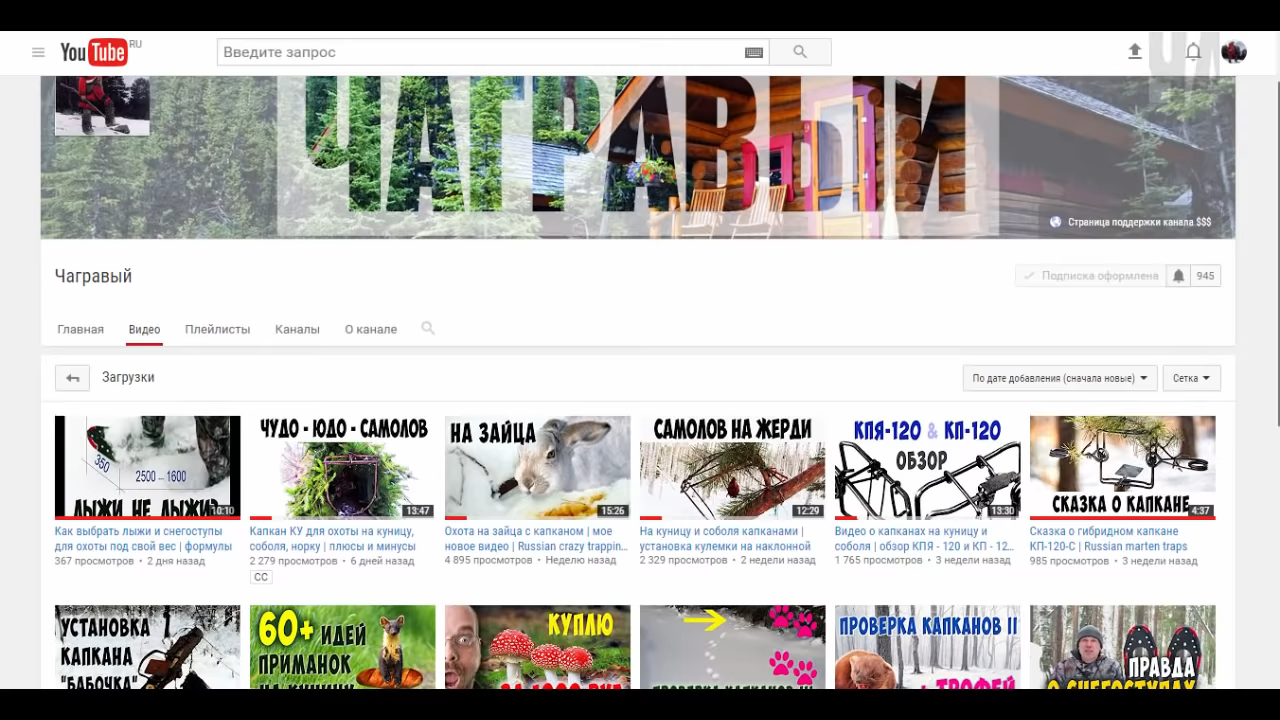 YouTube RU
Введите запрос
ЧАГРАВЫЙ
Страница поддержки канала $$$
Чагравый
Подписка оформлена 945
Главная Видео Плейлисты Каналы О канале
Загрузки
По дате добавления (сначала новые) Сетка
350
2500 – 1600
ЛЫЖИ НЕ ЛЫЖИ?
10:10
ЧУДО - ЮДО - САМОЛОВ
13:47
НА ЗАЙЦА
15:26
САМОЛОВ НА ЖЕРДИ
12:29
КПЯ-120 & КП-120
ОБЗОР
13:30
СКАЗКА О КАПКАНЕ
4:37
Как выбрать лыжи и снегоступы
для охоты под свой вес | формулы
367 просмотров • 2 дня назад
Капкан КУ для охоты на куницу,
соболя, норку | плюсы и минусы
2 279 просмотров • 6 дней назад
CC
Охота на зайца с капканом | мое
новое видео | Russian crazy trappin...
4 895 просмотров • Неделю назад
На куницу и соболя капканами |
установка кулемки на наклонной
2 329 просмотров • 2 недели назад
Видео о капканах на куницу и
соболя | обзор КПЯ - 120 и КП - 12...
1 765 просмотров • 3 недели назад
Сказка о гибридном капкане
КП-120-С | Russian marten traps
985 просмотров • 3 недели назад
УСТАНОВКА
КАПКАНА
"БАБОЧКА"
60+ ИДЕЙ
ПРИМАНОК
НА КУНИЦУ
КУПЛЮ
ПРОВЕРКА КАПКАНОВ III
ПРОВЕРКА КАПКАНОВ II
+ ТРОФЕЙ
ПРАВДА
О СНЕГОСТУПАХ